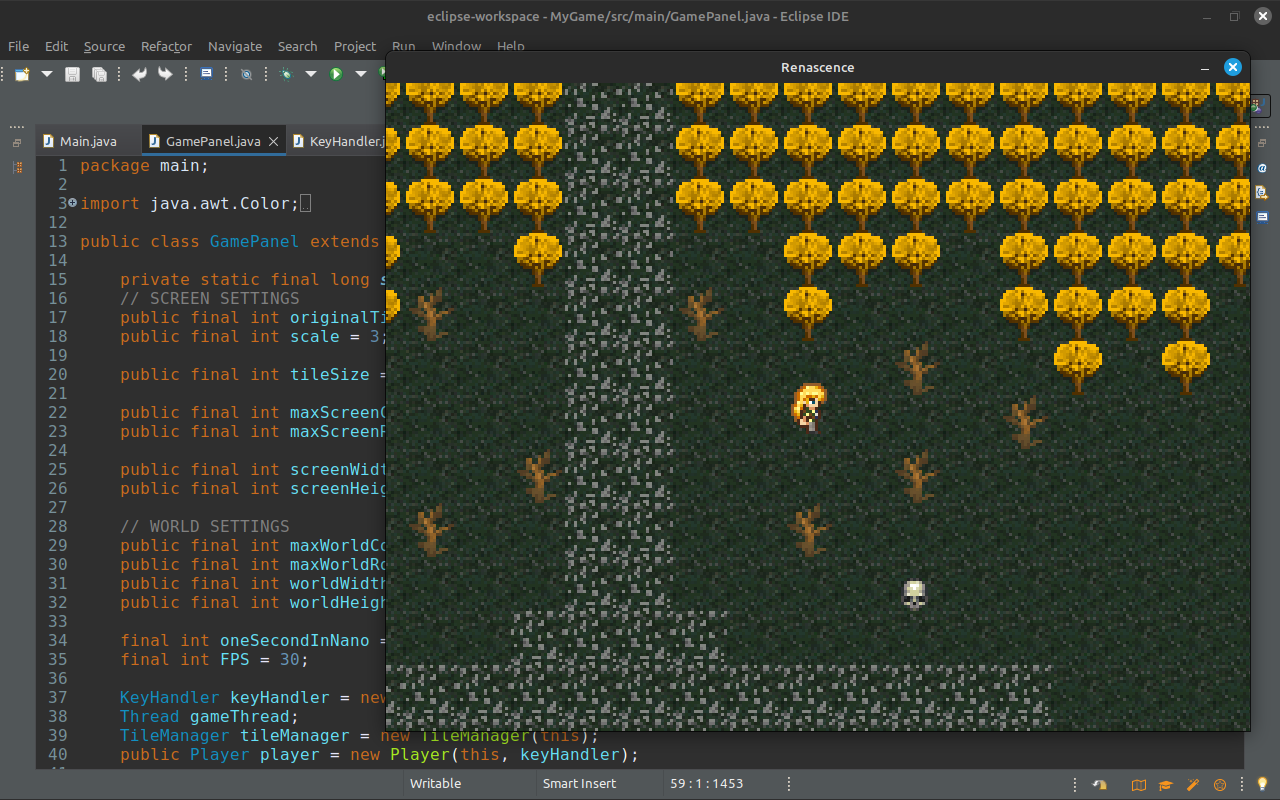 eclipse-workspace - MyGame/src/main/GamePanel.java - Eclipse IDE
File Edit Source Refactor Navigate Search Project Run Window Help
Renascence
Main.java GamePanel.java KeyHandler.j
1 package main;
2
3 import java.awt.Color;
12
13 public class GamePanel extends
14
15 private static final long s
16 // SCREEN SETTINGS
17 public final int originalTi
18 public final int scale = 3;
19
20 public final int tileSize =
21
22 public final int maxScreenC
23 public final int maxScreenR
24
25 public final int screenWidt
26 public final int screenHeig
27
28 // WORLD SETTINGS
29 public final int maxWorldCo
30 public final int maxWorldRo
31 public final int worldWidth
32 public final int worldHeigh
33
34 final int oneSecondInNano =
35 final int FPS = 30;
36
37 KeyHandler keyHandler = new
38 Thread gameThread;
39 TileManager tileManager = new TileManager(this);
40 public Player player = new Player(this, keyHandler);
Writable Smart Insert 59 : 1 : 1453